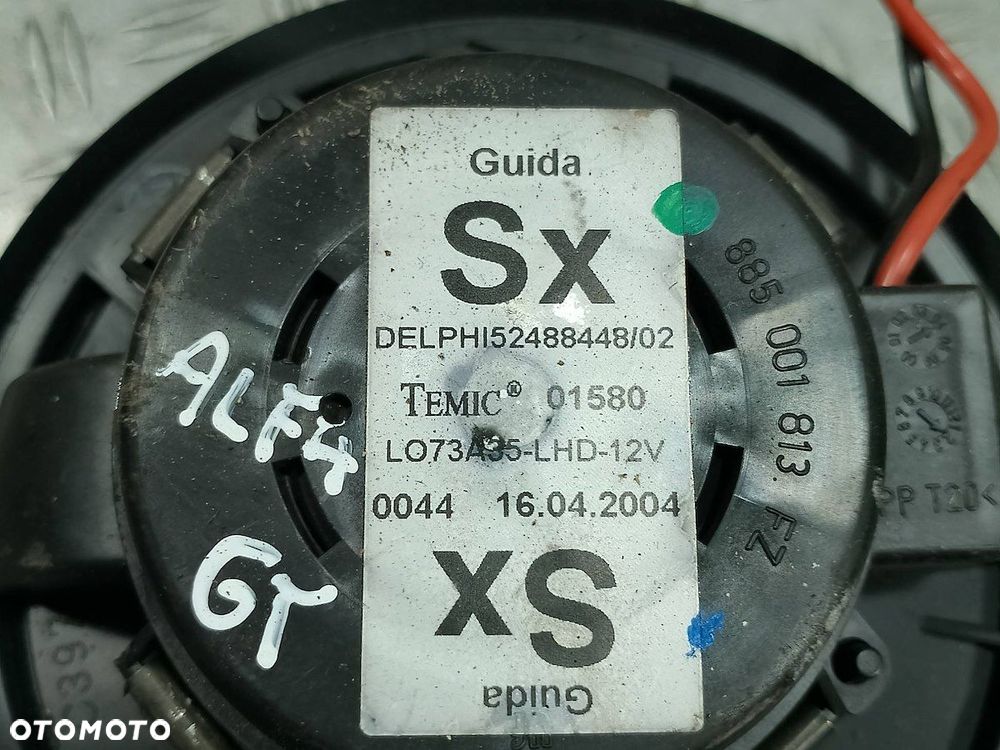 Guida
Sx
DELPHI52488448/02
TEMIC® 01580
LO73A35-LHD-12V
0044 16.04.2004
Sx
Guida
885 001 813 FZ
ALFA
GT
PP T20<
OTOMOTO